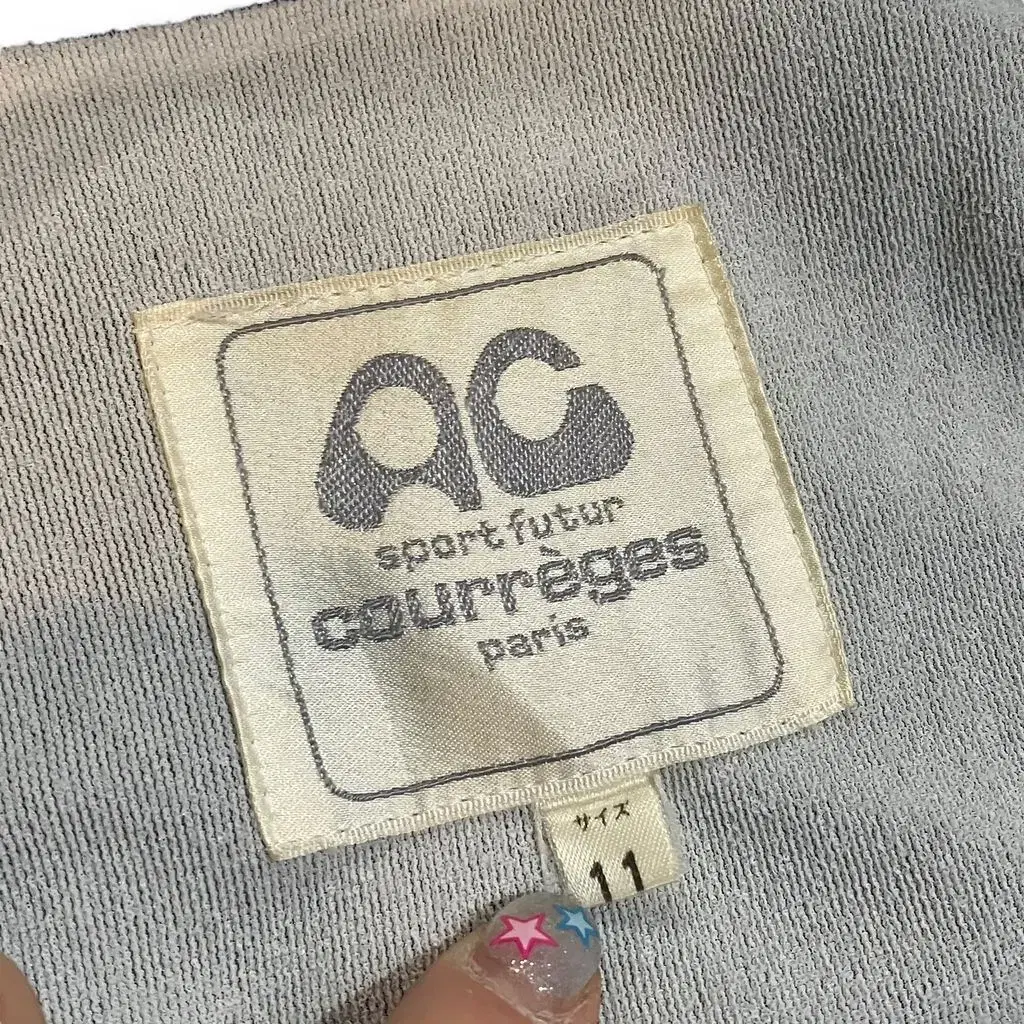 AC
sport futur
courrèges
paris
サイズ
11